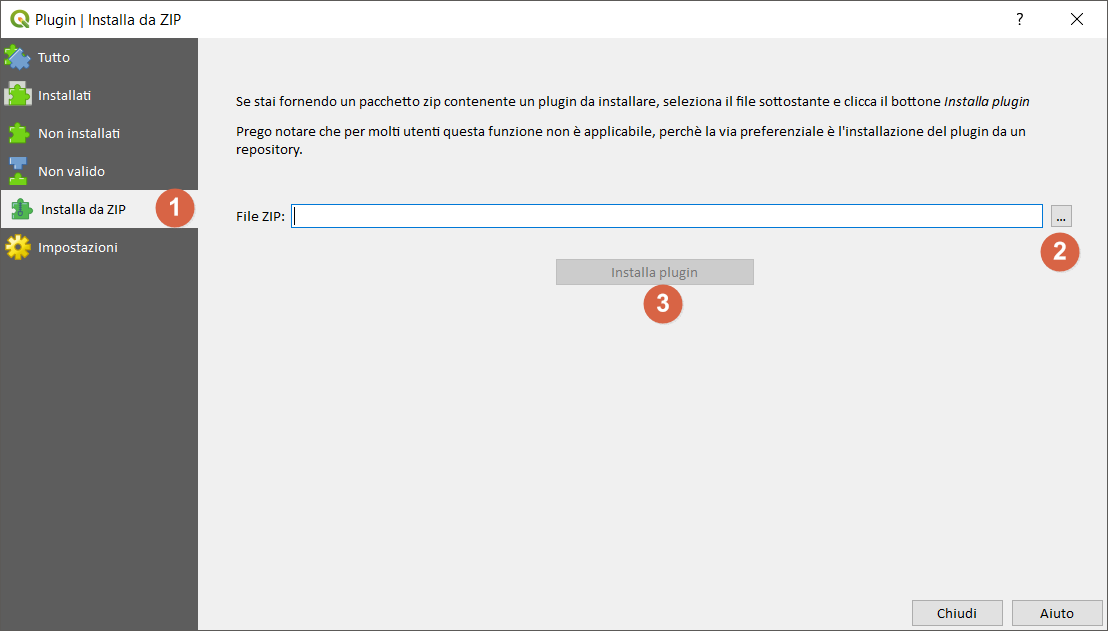 Plugin | Installa da ZIP
?
Tutto
Installati
Non installati
Non valido
Installa da ZIP
1
Impostazioni
Se stai fornendo un pacchetto zip contenente un plugin da installare, seleziona il file sottostante e clicca il bottone Installa plugin
Prego notare che per molti utenti questa funzione non è applicabile, perchè la via preferenziale è l'installazione del plugin da un
repository.
File ZIP:
...
2
Installa plugin
3
Chiudi
Aiuto